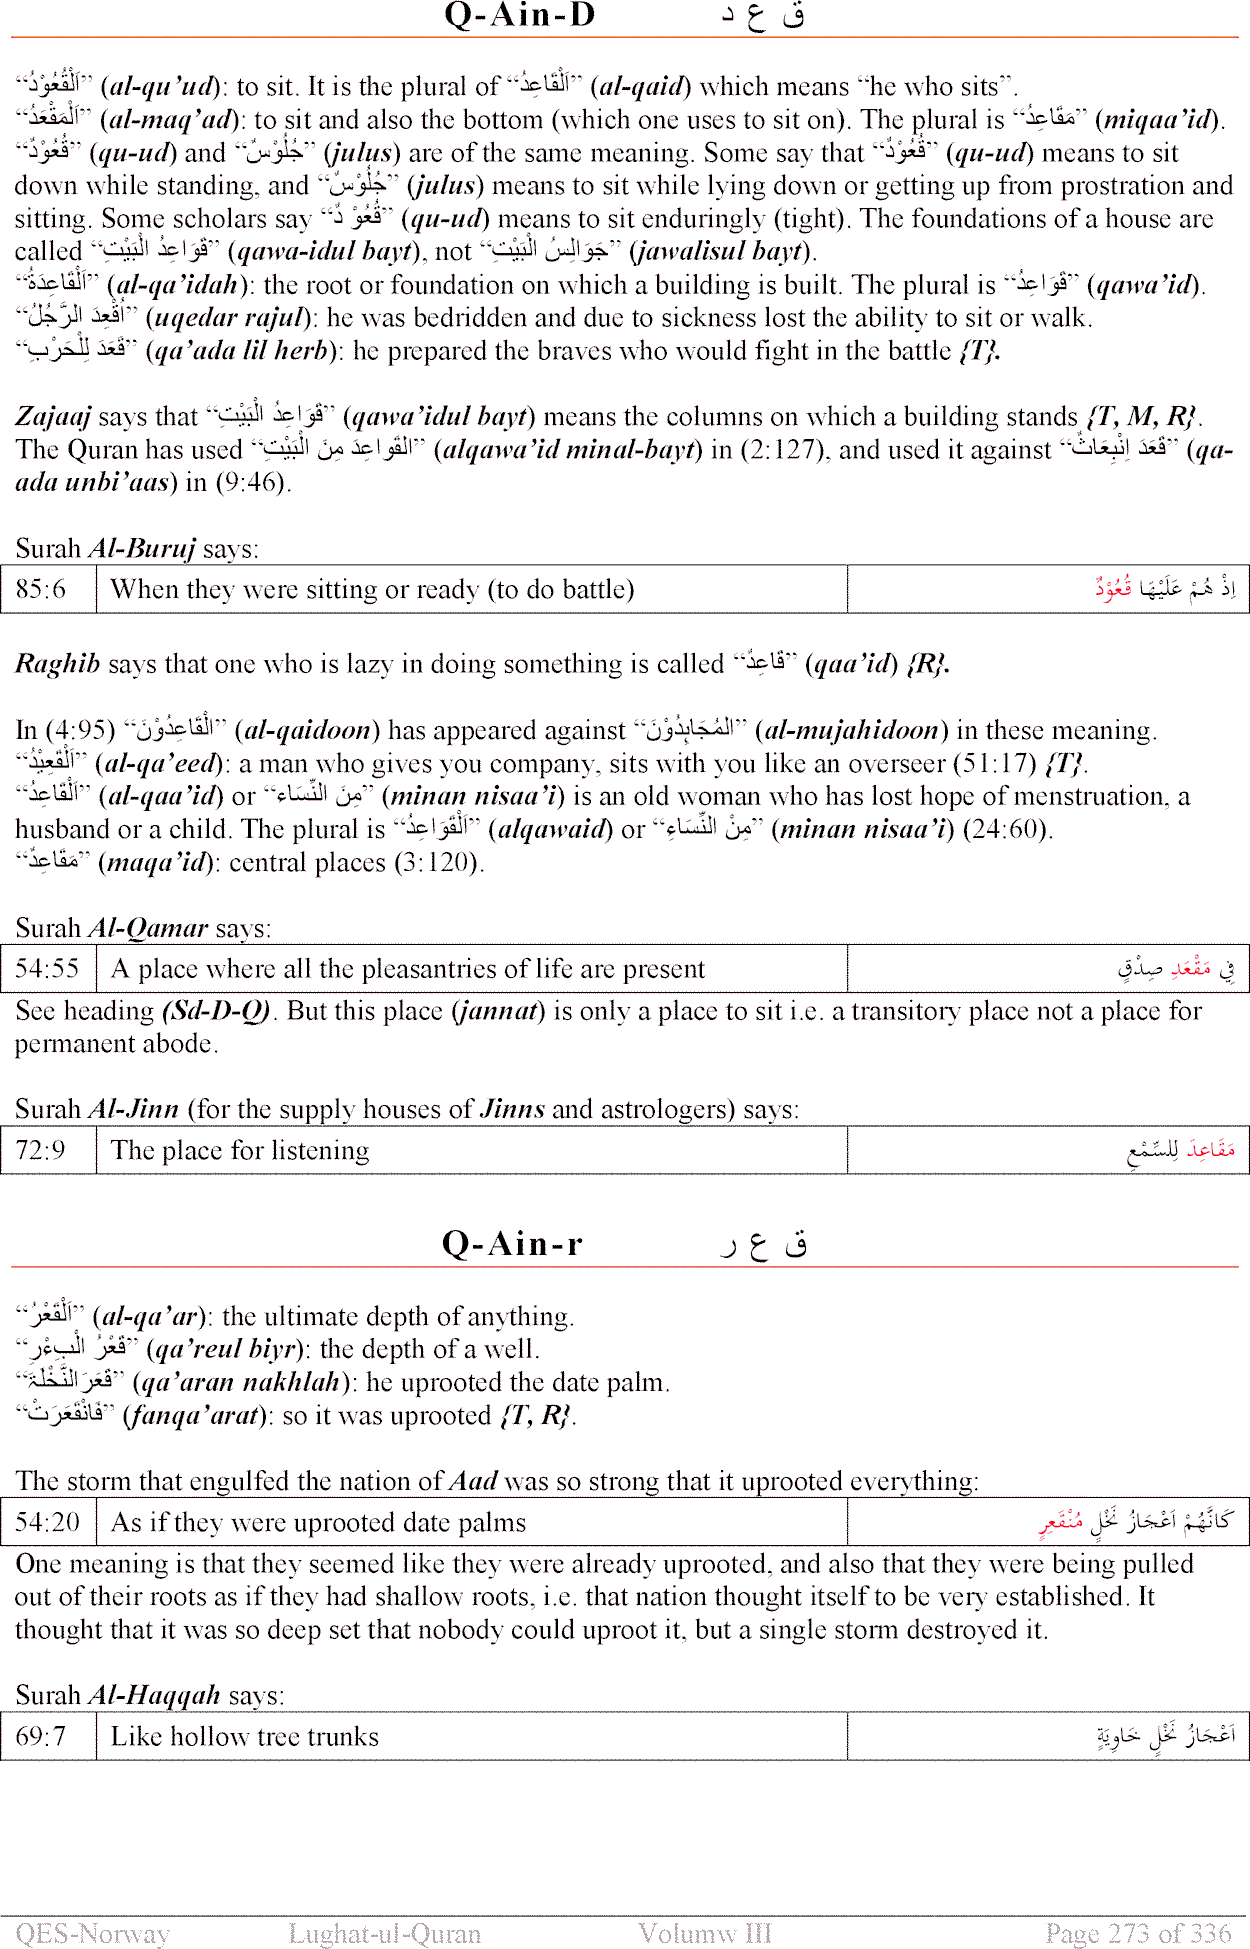 Q-Ain-D ق ع د
“اَلْقُعُوْدُ” (al-qu’ud): to sit. It is the plural of “اَلْقَاعِدُ” (al-qaid) which means “he who sits”.
“اَلْمَقْعَدُ” (al-maq’ad): to sit and also the bottom (which one uses to sit on). The plural is “مَقَاعِدُ” (miqaa’id).
“قُعُوْدٌ” (qu-ud) and “جُلُوْسٌ” (julus) are of the same meaning. Some say that “قُعُوْدٌ” (qu-ud) means to sit
down while standing, and “جُلُوْسٌ” (julus) means to sit while lying down or getting up from prostration and
sitting. Some scholars say “قُعُوْ دٌ” (qu-ud) means to sit enduringly (tight). The foundations of a house are
called “قَوَاعِدُ الْبَيْتِ” (qawa-idul bayt), not “جَوَالِسُ الْبَيْتِ” (jawalisul bayt).
“اَلْقَاعِدَةُ” (al-qa’idah): the root or foundation on which a building is built. The plural is “قَوَاعِدُ” (qawa’id).
“اُقْعِدَ الرَّجُلُ” (uqedar rajul): he was bedridden and due to sickness lost the ability to sit or walk.
“قَعَدَ لِلْحَرْبِ” (qa’ada lil herb): he prepared the braves who would fight in the battle {T}.
Zajaaj says that “قَوَاعِدُ الْبَيْتِ” (qawa’idul bayt) means the columns on which a building stands {T, M, R}.
The Quran has used “القَواعِدَ مِنَ الْبَيْتِ” (alqawa’id minal-bayt) in (2:127), and used it against “قَعَدَ اِنْبِعَاثٌ” (qa-
ada unbi’aas) in (9:46).
Surah Al-Buruj says:
85:6 When they were sitting or ready (to do battle) اِذْ هُمْ عَلَيْهَا قُعُوْدٌ
Raghib says that one who is lazy in doing something is called “قَاعِدٌ” (qaa’id) {R}.
In (4:95) “الْقَاعِدُوْنَ” (al-qaidoon) has appeared against “المُجَابِدُوْنَ” (al-mujahidoon) in these meaning.
“اَلْقَعِيْدُ” (al-qa’eed): a man who gives you company, sits with you like an overseer (51:17) {T}.
“اَلْقَاعِدُ” (al-qaa’id) or “مِنَ النِّسَاء” (minan nisaa’i) is an old woman who has lost hope of menstruation, a
husband or a child. The plural is “اَلْقَوَاعِدُ” (alqawaid) or “مِنْ النِّسَاءِ” (minan nisaa’i) (24:60).
“مَقَاعِدٌ” (maqa’id): central places (3:120).
Surah Al-Qamar says:
54:55 A place where all the pleasantries of life are present فِي مَقْعَدِ صِدْقٍ
See heading (Sd-D-Q). But this place (jannat) is only a place to sit i.e. a transitory place not a place for
permanent abode.
Surah Al-Jinn (for the supply houses of Jinns and astrologers) says:
72:9 The place for listening مَقَاعِدَ لِلسَّمْعِ
Q-Ain-r ق ع ر
“اَلْقَعْرُ” (al-qa’ar): the ultimate depth of anything.
“قَعْرُ الْبِءْرِ” (qa’reul biyr): the depth of a well.
“قَعَرَالنَّخْلَۃَ” (qa’aran nakhlah): he uprooted the date palm.
“فَانْقَعَرَتْ” (fanqa’arat): so it was uprooted {T, R}.
The storm that engulfed the nation of Aad was so strong that it uprooted everything:
54:20 As if they were uprooted date palms كَانَّهُمْ اَعْجَازُ نَخْلٍ مُنْقَعِرٍ
One meaning is that they seemed like they were already uprooted, and also that they were being pulled
out of their roots as if they had shallow roots, i.e. that nation thought itself to be very established. It
thought that it was so deep set that nobody could uproot it, but a single storm destroyed it.
Surah Al-Haqqah says:
69:7 Like hollow tree trunks اَعْجَازُ نَخْلٍ خَاوِيَةٍ
QES-Norway Lughat-ul-Quran Volumw III Page 273 of 336